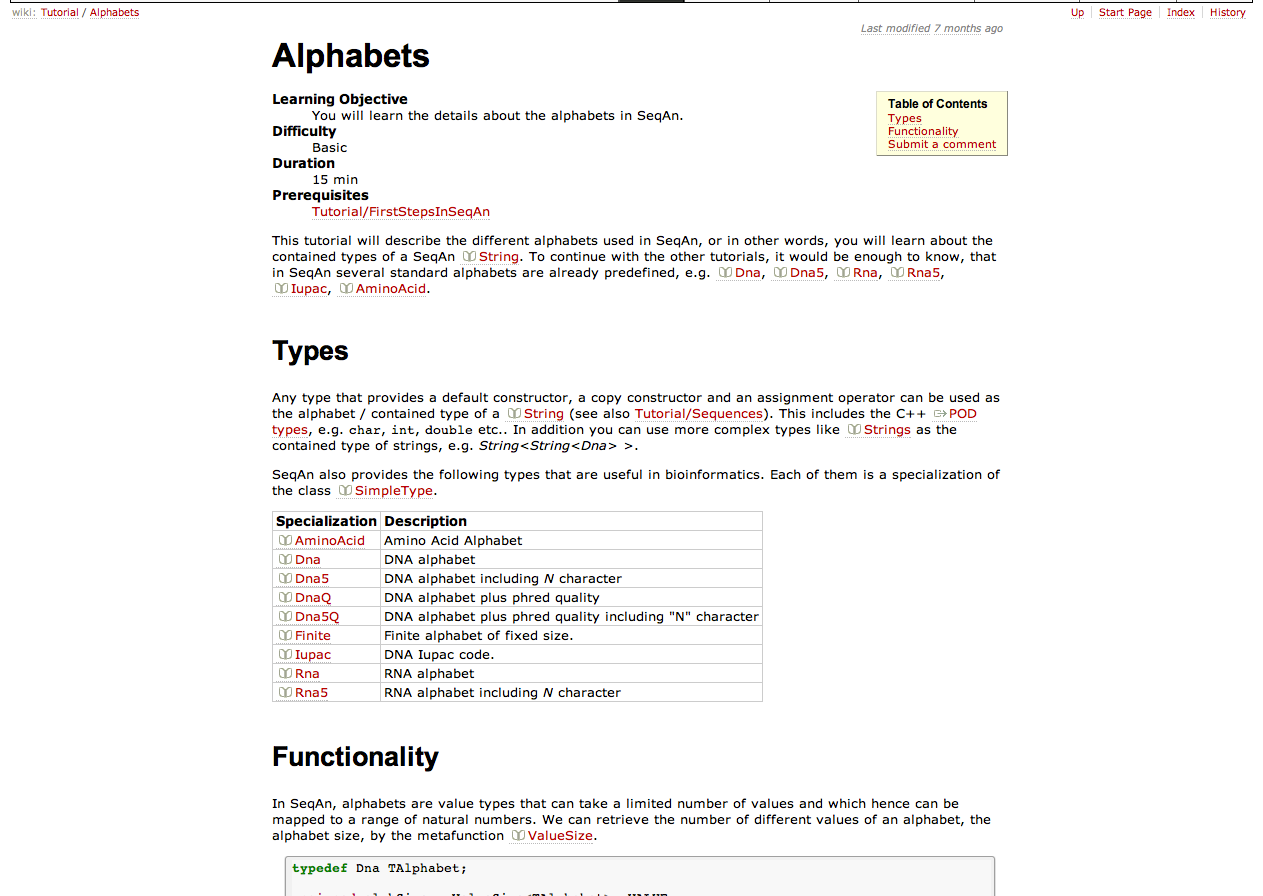 wiki: Tutorial / Alphabets
Up Start Page Index History
Last modified 7 months ago
Alphabets
Learning Objective
You will learn the details about the alphabets in SeqAn.
Difficulty
Basic
Duration
15 min
Prerequisites
Tutorial/FirstStepsInSeqAn
Table of Contents
Types
Functionality
Submit a comment
This tutorial will describe the different alphabets used in SeqAn, or in other words, you will learn about the
contained types of a SeqAn String. To continue with the other tutorials, it would be enough to know, that
in SeqAn several standard alphabets are already predefined, e.g. Dna, Dna5, Rna, Rna5,
Iupac, AminoAcid.
Types
Any type that provides a default constructor, a copy constructor and an assignment operator can be used as
the alphabet / contained type of a String (see also Tutorial/Sequences). This includes the C++ POD
types, e.g. char, int, double etc.. In addition you can use more complex types like Strings as the
contained type of strings, e.g. String<String<Dna> >.
SeqAn also provides the following types that are useful in bioinformatics. Each of them is a specialization of
the class SimpleType.
Specialization Description
AminoAcid Amino Acid Alphabet
Dna DNA alphabet
Dna5 DNA alphabet including N character
DnaQ DNA alphabet plus phred quality
Dna5Q DNA alphabet plus phred quality including "N" character
Finite Finite alphabet of fixed size.
Iupac DNA Iupac code.
Rna RNA alphabet
Rna5 RNA alphabet including N character
Functionality
In SeqAn, alphabets are value types that can take a limited number of values and which hence can be
mapped to a range of natural numbers. We can retrieve the number of different values of an alphabet, the
alphabet size, by the metafunction ValueSize.
typedef Dna TAlphabet;